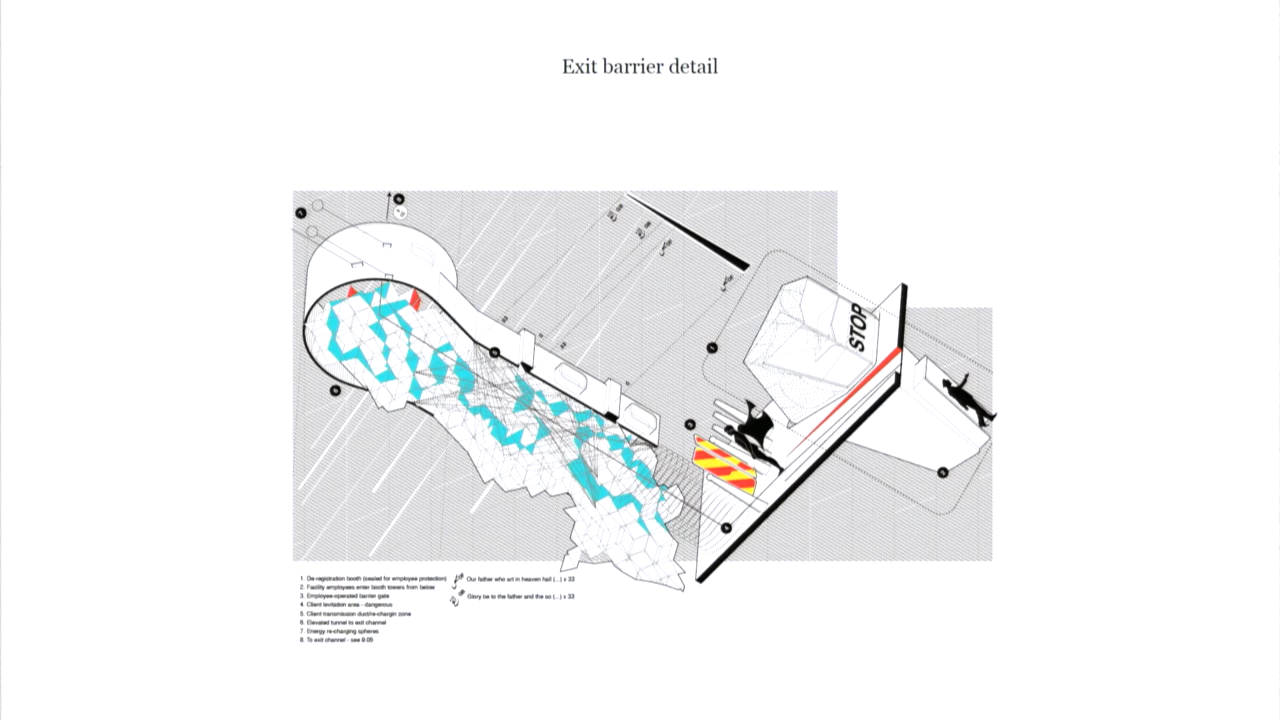 Exit barrier detail
STOP
1. De-registration booth (sealed for employee protection)
2. Facility employees enter booth towers from below
3. Employee-operated barrier gate
4. Client levitation area - dangerous
5. Client transmission duct/re-chargin zone
6. Elevated tunnel to exit channel
7. Energy re-charging spheres
8. To exit channel - see 9.05
Our father who art in heaven hall (...) x 33
Glory be to the father and the so (...) x 33